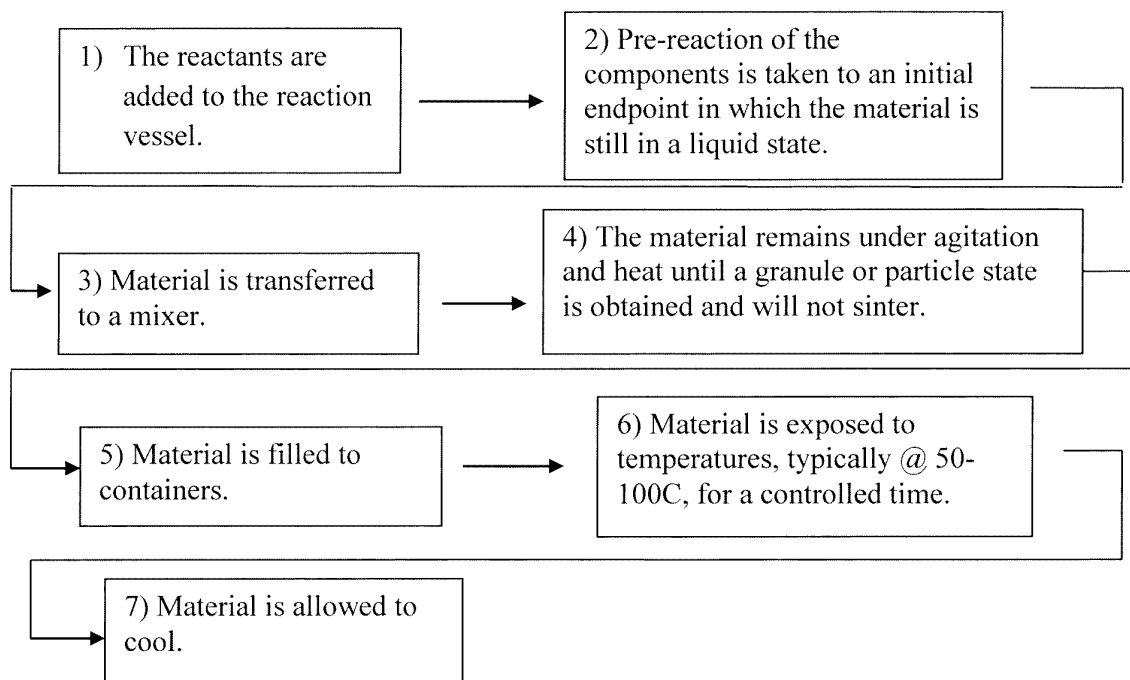 1) The reactants are
added to the reaction
vessel.
2) Pre-reaction of the
components is taken to an initial
endpoint in which the material is
still in a liquid state.
3) Material is transferred
to a mixer.
4) The material remains under agitation
and heat until a granule or particle state
is obtained and will not sinter.
5) Material is filled to
containers.
6) Material is exposed to
temperatures, typically @ 50-
100C, for a controlled time.
7) Material is allowed to
cool.